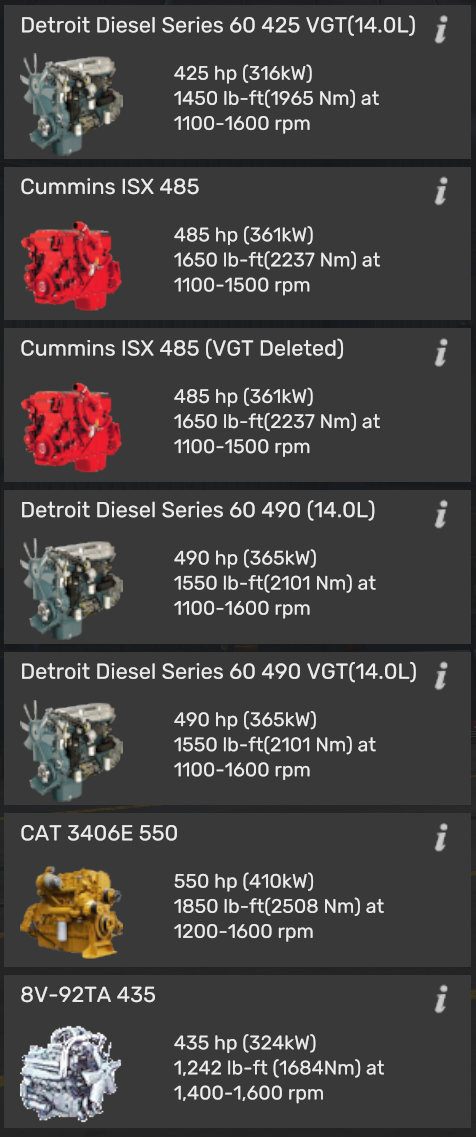 Detroit Diesel Series 60 425 VGT(14.0L)
425 hp (316kW)
1450 lb-ft(1965 Nm) at
1100-1600 rpm
Cummins ISX 485
485 hp (361kW)
1650 lb-ft(2237 Nm) at
1100-1500 rpm
Cummins ISX 485 (VGT Deleted)
485 hp (361kW)
1650 lb-ft(2237 Nm) at
1100-1500 rpm
Detroit Diesel Series 60 490 (14.0L)
490 hp (365kW)
1550 lb-ft(2101 Nm) at
1100-1600 rpm
Detroit Diesel Series 60 490 VGT(14.0L)
490 hp (365kW)
1550 lb-ft(2101 Nm) at
1100-1600 rpm
CAT 3406E 550
550 hp (410kW)
1850 lb-ft(2508 Nm) at
1200-1600 rpm
8V-92TA 435
435 hp (324kW)
1,242 lb-ft (1684Nm) at
1,400-1,600 rpm